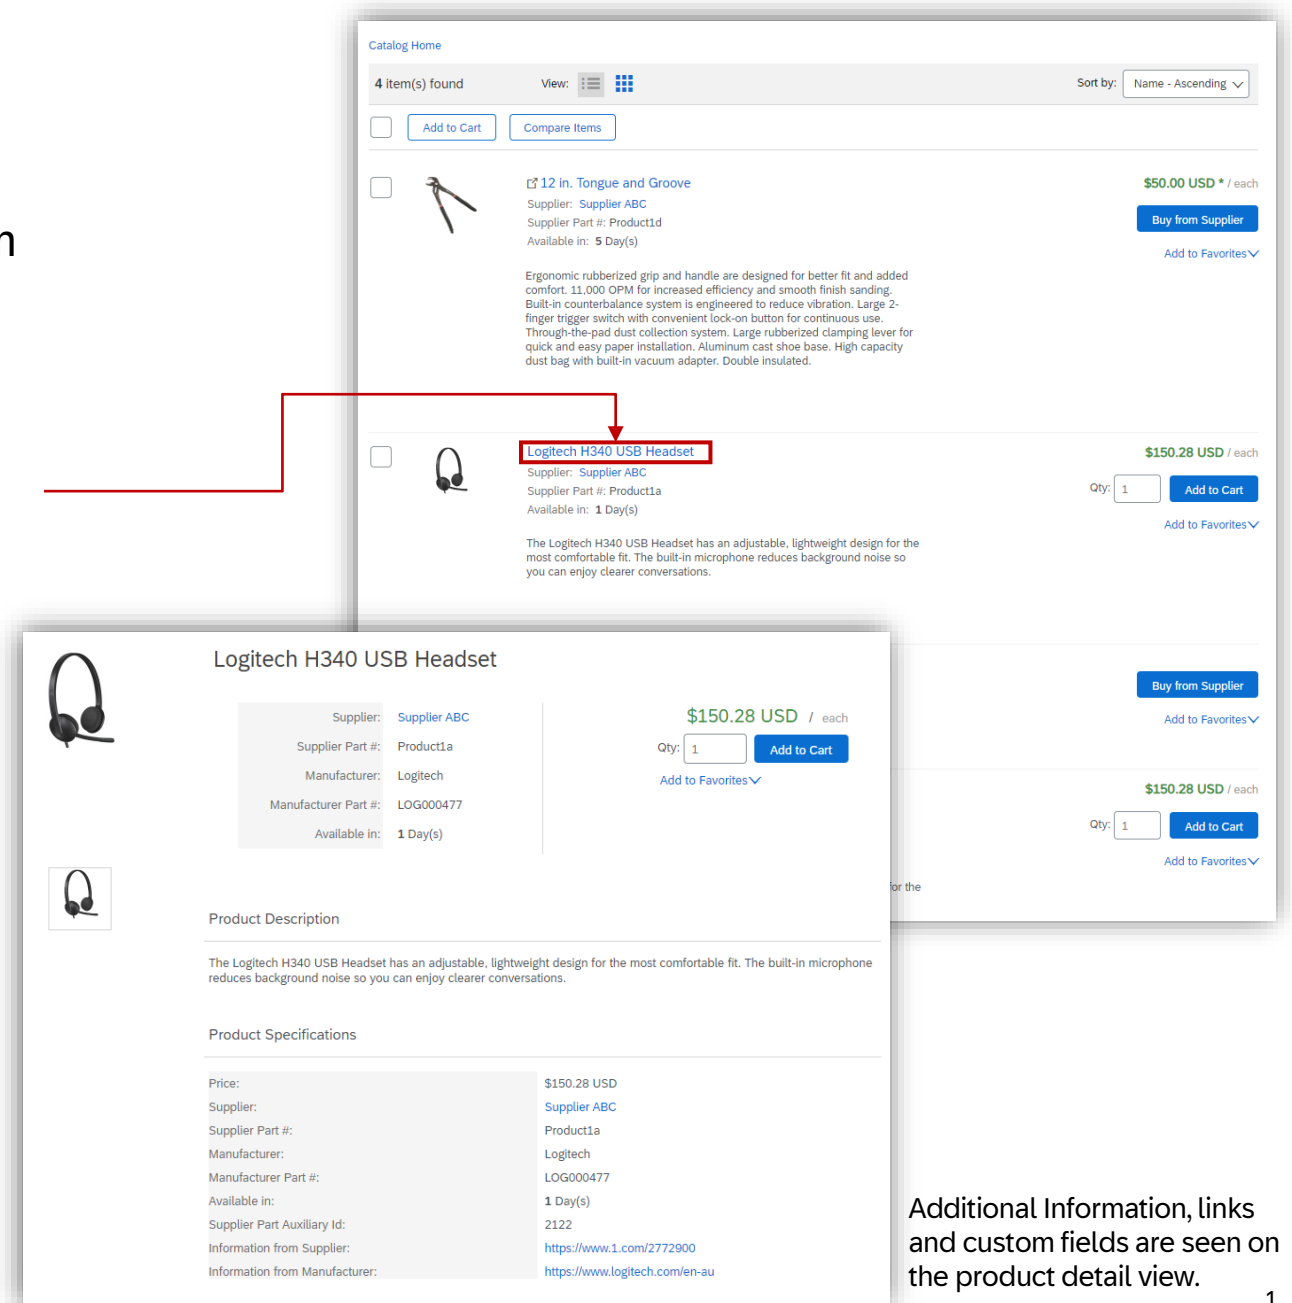 Catalog Home
4 item(s) found View: Sort by: Name - Ascending
Add to Cart Compare Items
12 in. Tongue and Groove $50.00 USD * / each
Supplier: Supplier ABC
Supplier Part #: Product1d Buy from Supplier
Available in: 5 Day(s)
Add to Favorites
Ergonomic rubberized grip and handle are designed for better fit and added
comfort. 11,000 OPM for increased efficiency and smooth finish sanding.
Built-in counterbalance system is engineered to reduce vibration. Large 2-
finger trigger switch with convenient lock-on button for continuous use.
Through-the-pad dust collection system. Large rubberized clamping lever for
quick and easy paper installation. Aluminum cast shoe base. High capacity
dust bag with built-in vacuum adapter. Double insulated.
Logitech H340 USB Headset $150.28 USD / each
Supplier: Supplier ABC
Supplier Part #: Product1a Qty: 1 Add to Cart
Available in: 1 Day(s)
Add to Favorites
The Logitech H340 USB Headset has an adjustable, lightweight design for the
most comfortable fit. The built-in microphone reduces background noise so
you can enjoy clearer conversations.
Buy from Supplier
Add to Favorites
$150.28 USD / each
Qty: 1 Add to Cart
Add to Favorites
for the
Logitech H340 USB Headset
Supplier: Supplier ABC $150.28 USD / each
Supplier Part #: Product1a Qty: 1 Add to Cart
Manufacturer: Logitech Add to Favorites
Manufacturer Part #: LOG000477
Available in: 1 Day(s)
Product Description
The Logitech H340 USB Headset has an adjustable, lightweight design for the most comfortable fit. The built-in microphone
reduces background noise so you can enjoy clearer conversations.
Product Specifications
Price: $150.28 USD
Supplier: Supplier ABC
Supplier Part #: Product1a
Manufacturer: Logitech
Manufacturer Part #: LOG000477
Available in: 1 Day(s)
Supplier Part Auxiliary Id: 2122
Information from Supplier: https://www.1.com/2772900
Information from Manufacturer: https://www.logitech.com/en-au
Additional Information, links
and custom fields are seen on
the product detail view.
1